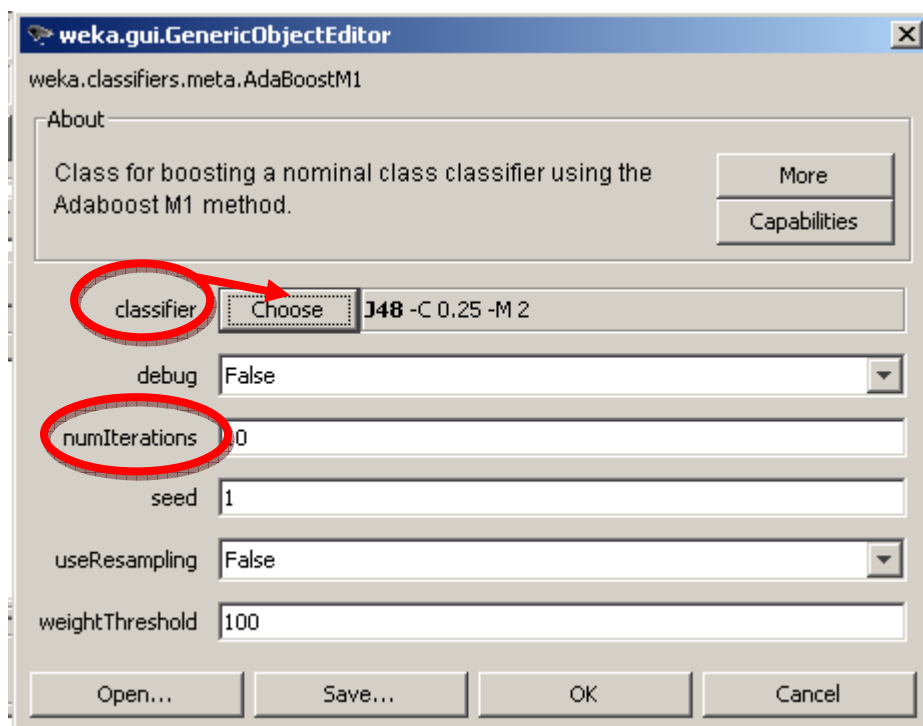 weka.gui.GenericObjectEditor
weka.classifiers.meta.AdaBoostM1
About
Class for boosting a nominal class classifier using the
Adaboost M1 method.
More
Capabilities
classifier Choose J48 -C 0.25 -M 2
debug False
numIterations
seed 1
useResampling False
weightThreshold 100
Open... Save... OK Cancel